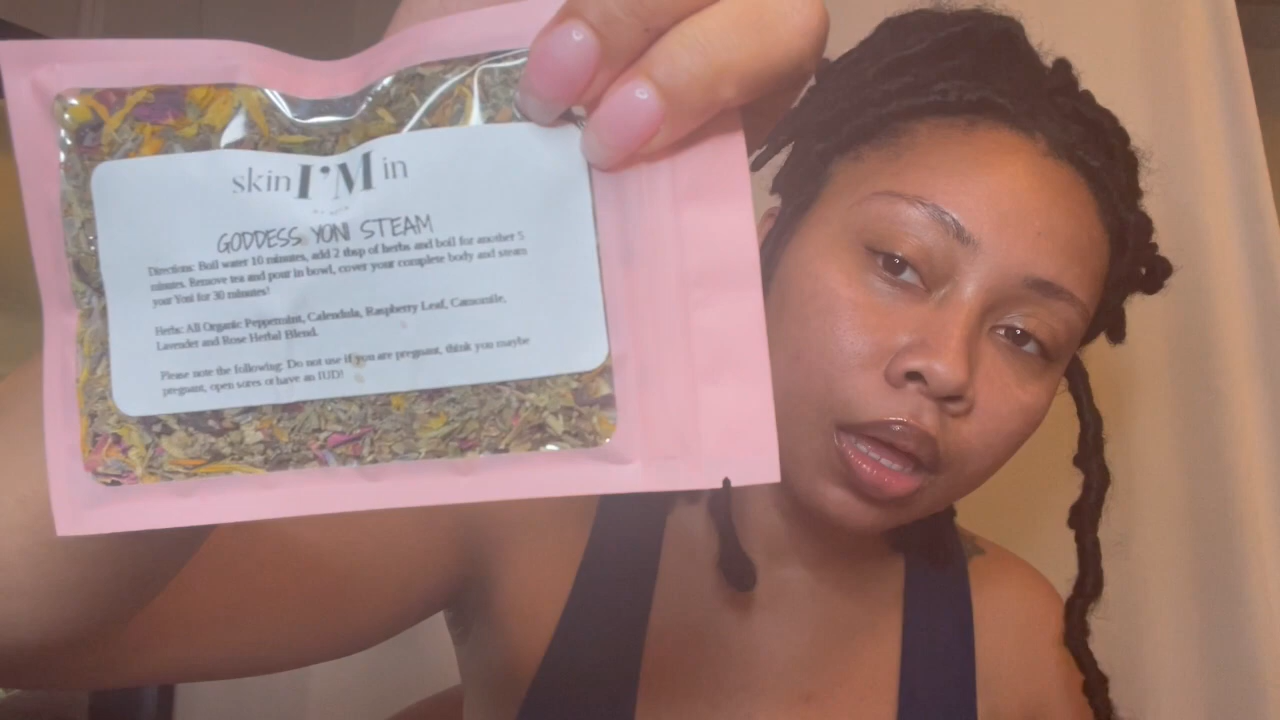 skin I'M in
GODDESS YONI STEAM
Directions: Boil water 10 minutes, add 2 tbsp of herbs and boil for another 5
minutes. Remove tea and pour in bowl, cover your complete body and steam
your Yoni for 30 minutes!
Herbs: All Organic Peppermint, Calendula, Raspberry Leaf, Camomile,
Lavender and Rose Herbal Blend.
Please note the following: Do not use if you are pregnant, think you maybe
pregnant, open sores or have an IUD!